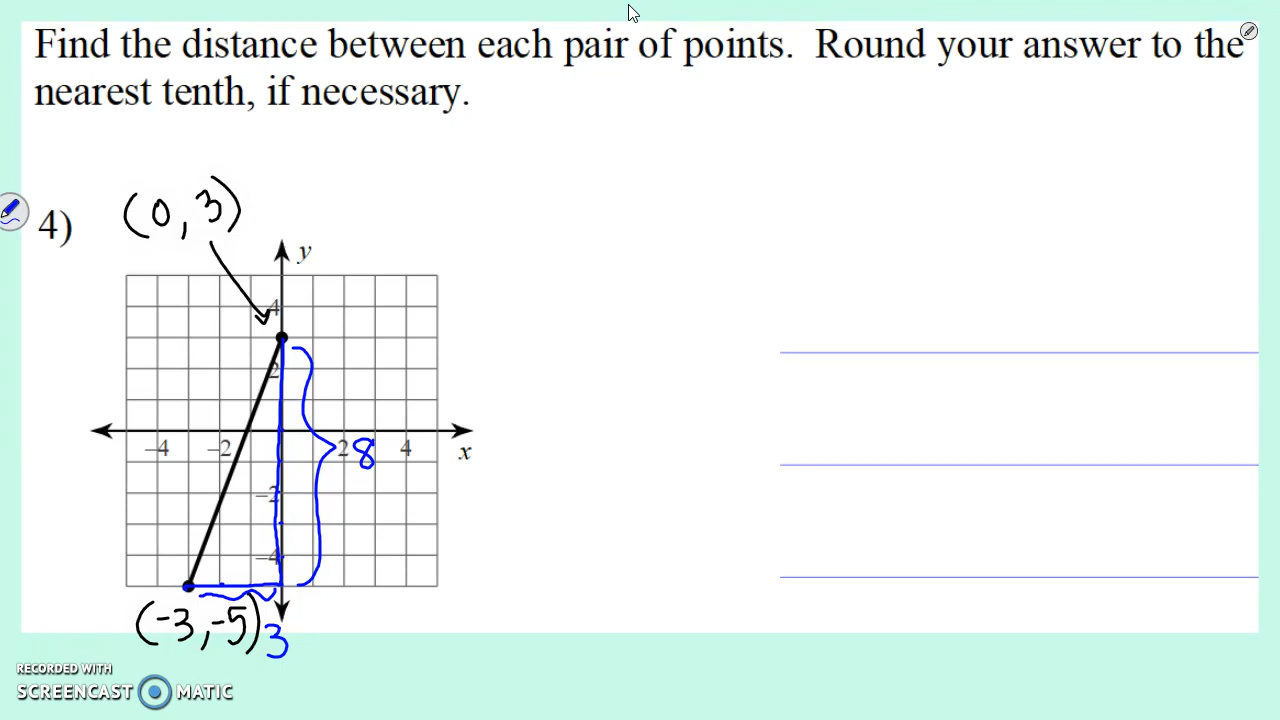 Find the distance between each pair of points. Round your answer to the
nearest tenth, if necessary.
(0, 3)
4)
y
4
2
−4 −2 2 8 4 x
−2
−4
(-3,-5) 3
RECORDED WITH
SCREENCAST MATIC